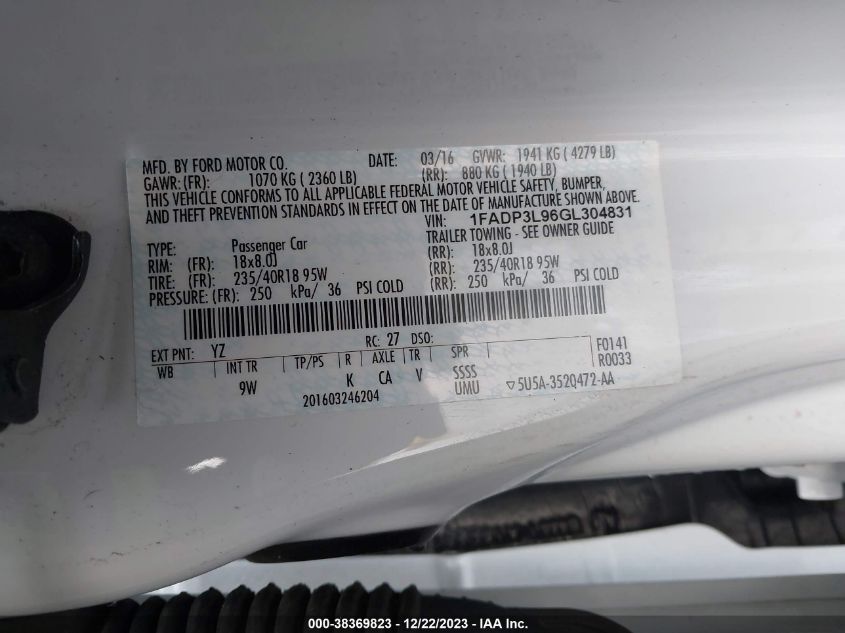 MFD. BY FORD MOTOR CO. DATE: 03/16 GVWR: 1941 KG ( 4279 LB)
GAWR: (FR): 1070 KG ( 2360 LB) (RR): 880 KG ( 1940 LB)
THIS VEHICLE CONFORMS TO ALL APPLICABLE FEDERAL MOTOR VEHICLE SAFETY, BUMPER,
AND THEFT PREVENTION STANDARDS IN EFFECT ON THE DATE OF MANUFACTURE SHOWN ABOVE.
VIN: 1FADP3L96GL304831
TYPE: Passenger Car TRAILER TOWING - SEE OWNER GUIDE
RIM: (FR): 18x8.0J (RR): 18x8.0J
TIRE: (FR): 235/40R18 95W (RR): 235/40R18 95W
PRESSURE: (FR): 250 kPa/ 36 PSI COLD (RR): 250 kPa/ 36 PSI COLD
EXT PNT: YZ RC: 27 DSO: F0141
WB INT TR TP/PS R AXLE TR SPR R0033
9W K CA V SSSS
201603246204 UMU ▽5U5A-3520472-AA
000-38369823 - 12/22/2023 - IAA Inc.